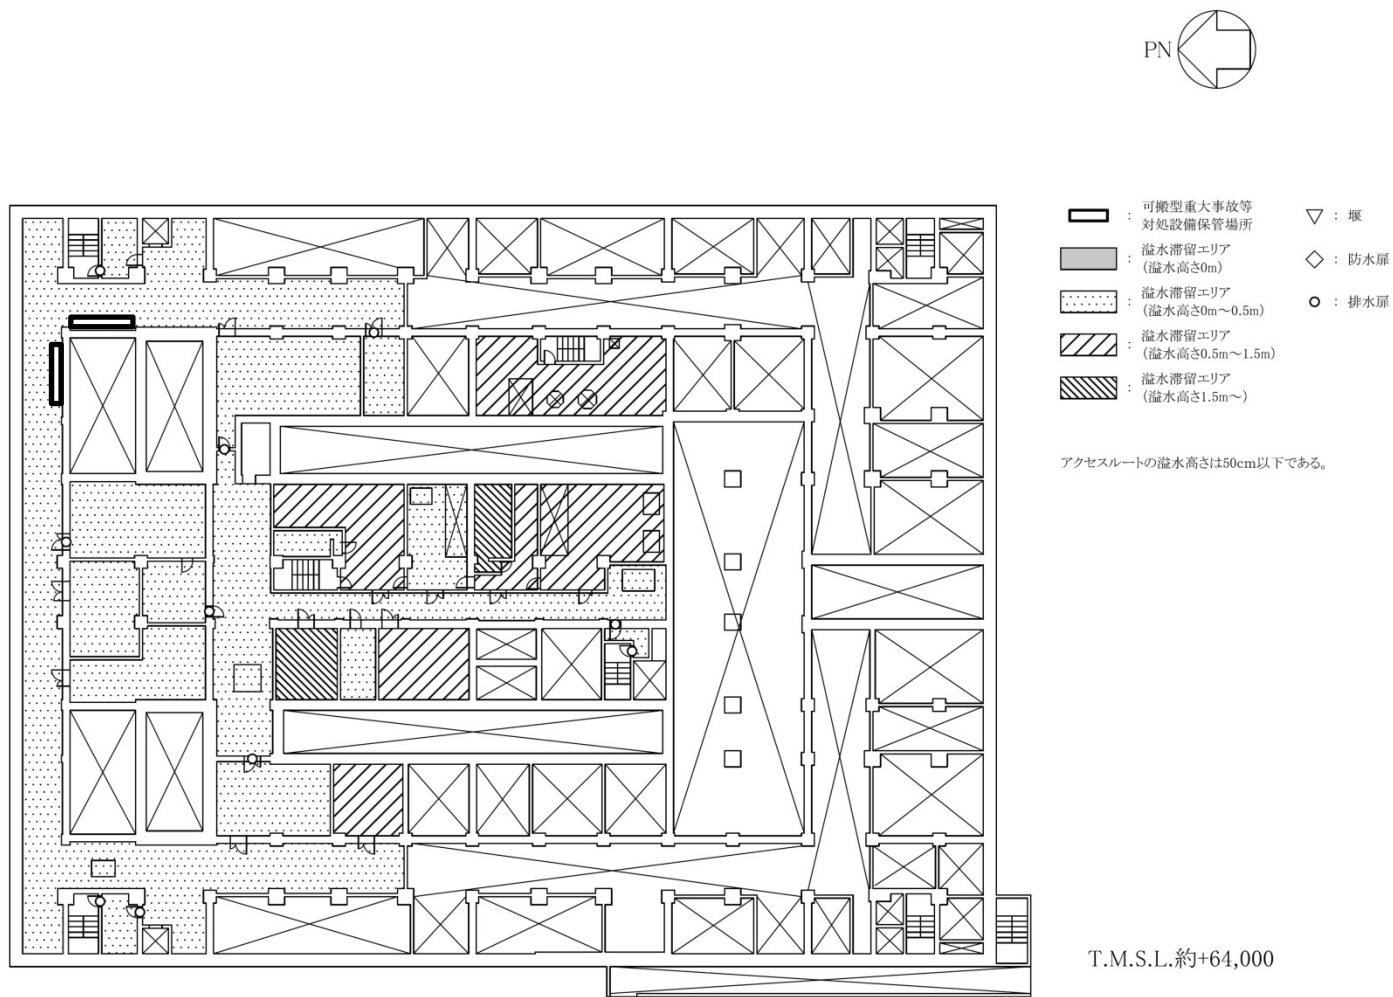 PN
: 可搬型重大事故等
対処設備保管場所
: 溢水滞留エリア
(溢水高さ0m)
: 溢水滞留エリア
(溢水高さ0m～0.5m)
: 溢水滞留エリア
(溢水高さ0.5m～1.5m)
: 溢水滞留エリア
(溢水高さ1.5m～)
: 堰
: 防水扉
: 排水扉
アクセスルートの溢水高さは50cm以下である。
T.M.S.L.約+64,000